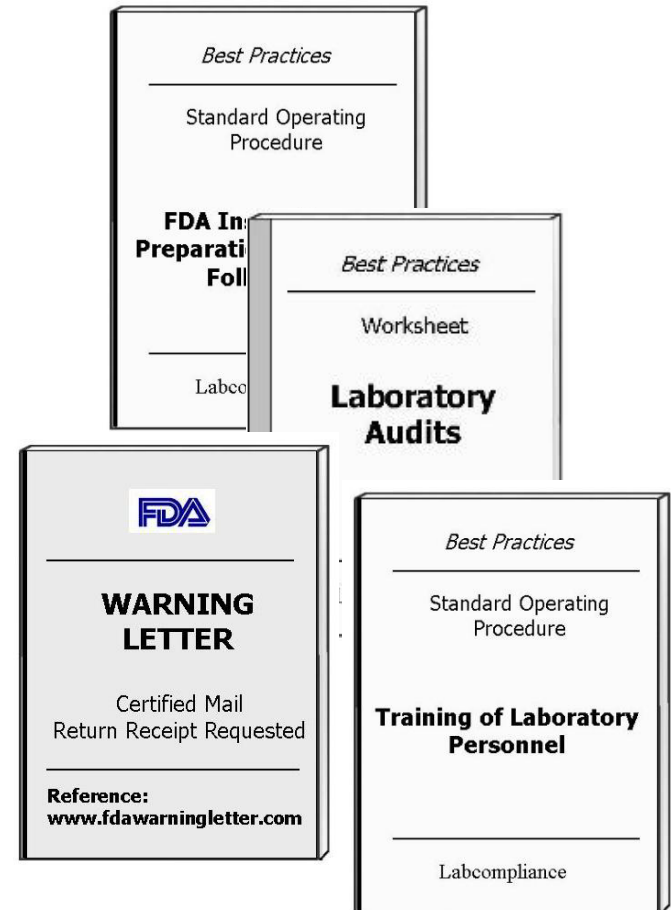 Best Practices
Standard Operating
Procedure
FDA
Best Practices
Worksheet
Laboratory
Audits
FDA
WARNING
LETTER
Certified Mail
Return Receipt Requested
Reference:
www.fdawarningletter.com
Best Practices
Standard Operating
Procedure
Training of Laboratory
Personnel
Labcompliance